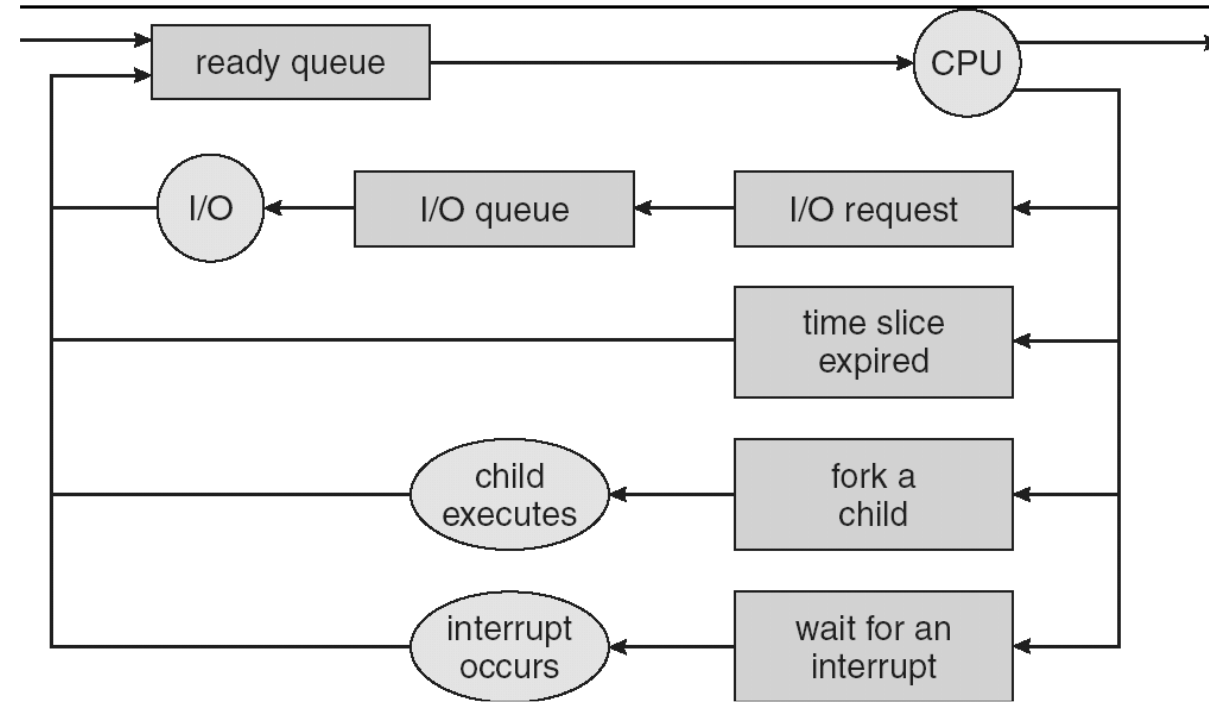 ready queue
CPU
I/O
I/O queue
I/O request
time slice
expired
child
executes
fork a
child
interrupt
occurs
wait for an
interrupt